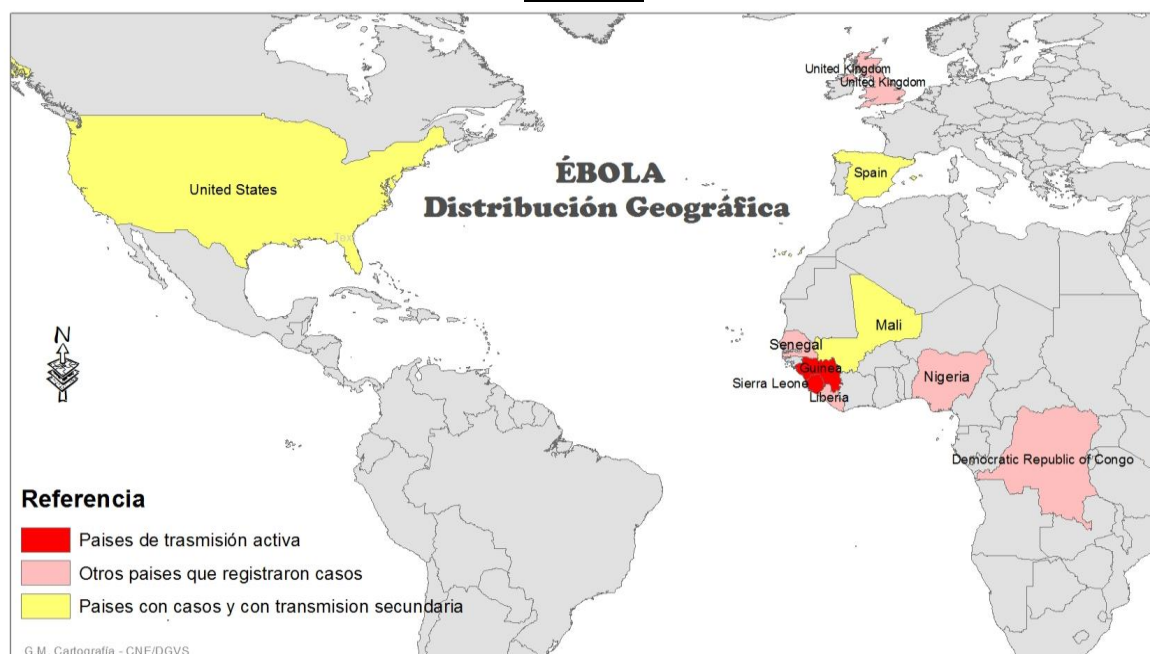 ÉBOLA
Distribución Geográfica
United Kingdom
United Kingdom
Spain
United States
Tex
Mali
Senegal
Guinea
Sierra Leone
Liberia
Nigeria
Democratic Republic of Congo
N
Referencia
Paises de trasmisión activa
Otros paises que registraron casos
Paises con casos y con transmision secundaria
G.M. Cartografía - CNE/DGVS